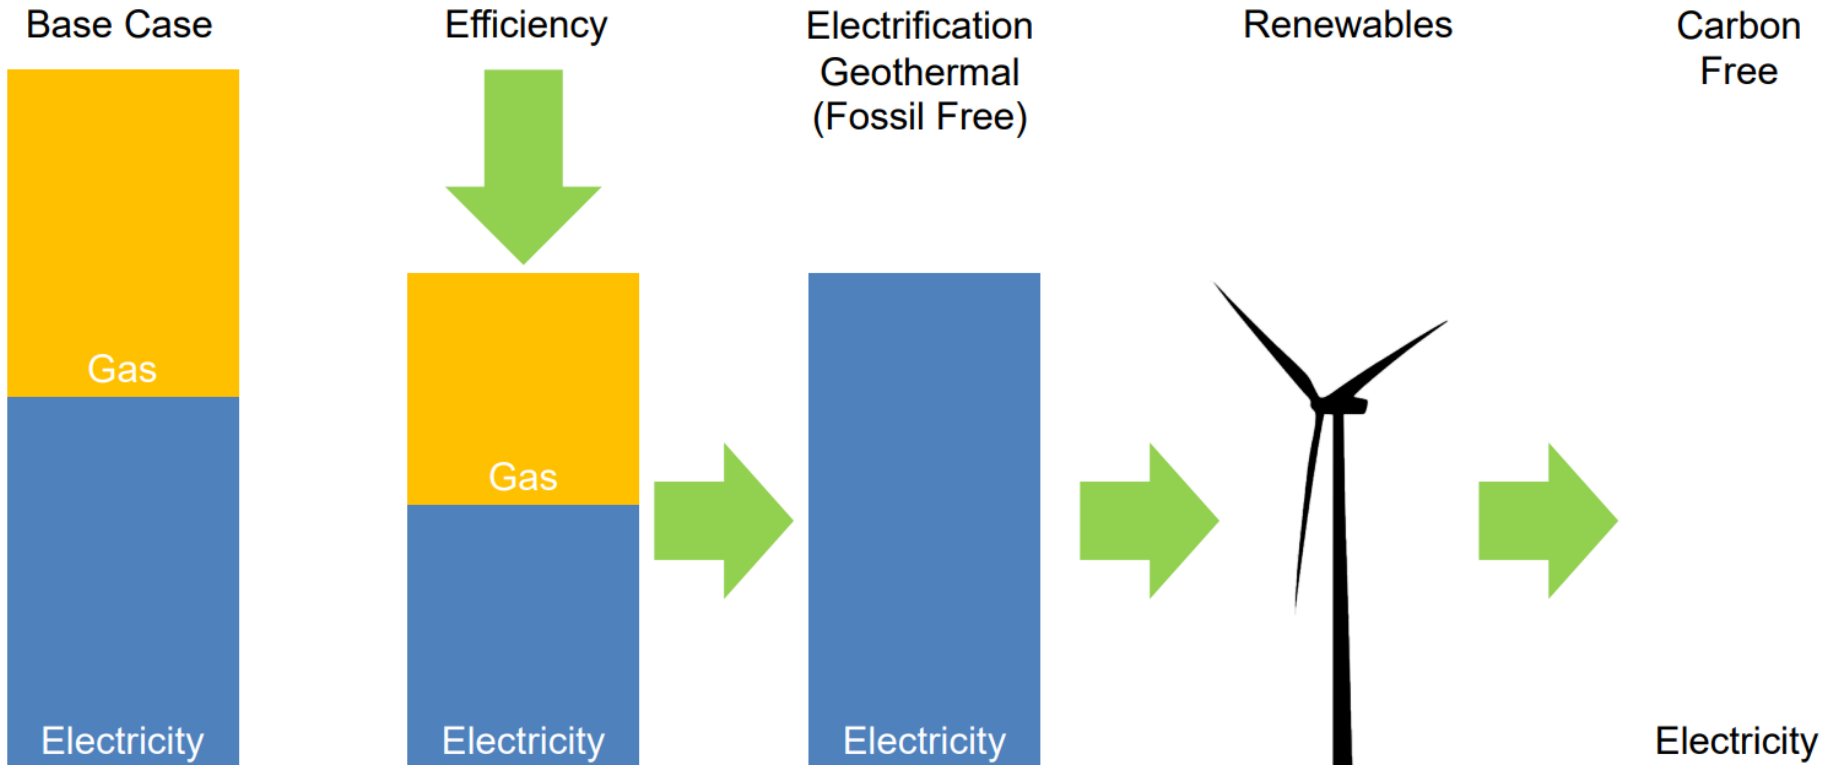 Base Case
Efficiency
Electrification
Geothermal
(Fossil Free)
Renewables
Carbon
Free
Gas
Electricity
Gas
Electricity
Electricity
Electricity